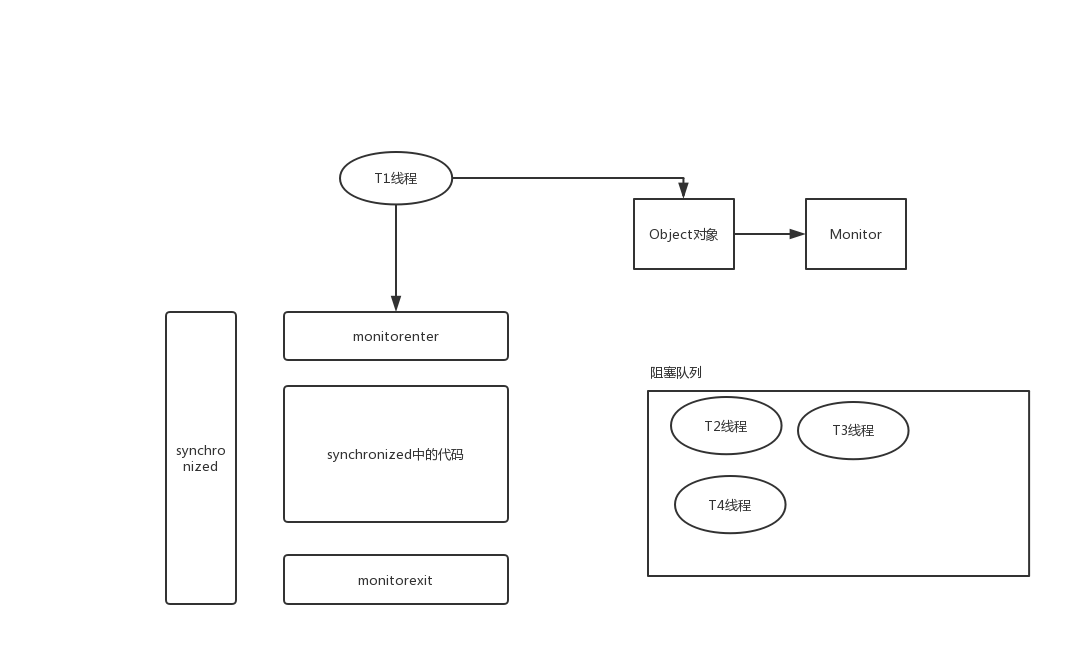 T1线程
Object对象
Monitor
monitorenter
阻塞队列
T2线程
T3线程
synchro
nized
synchronized中的代码
T4线程
monitorexit